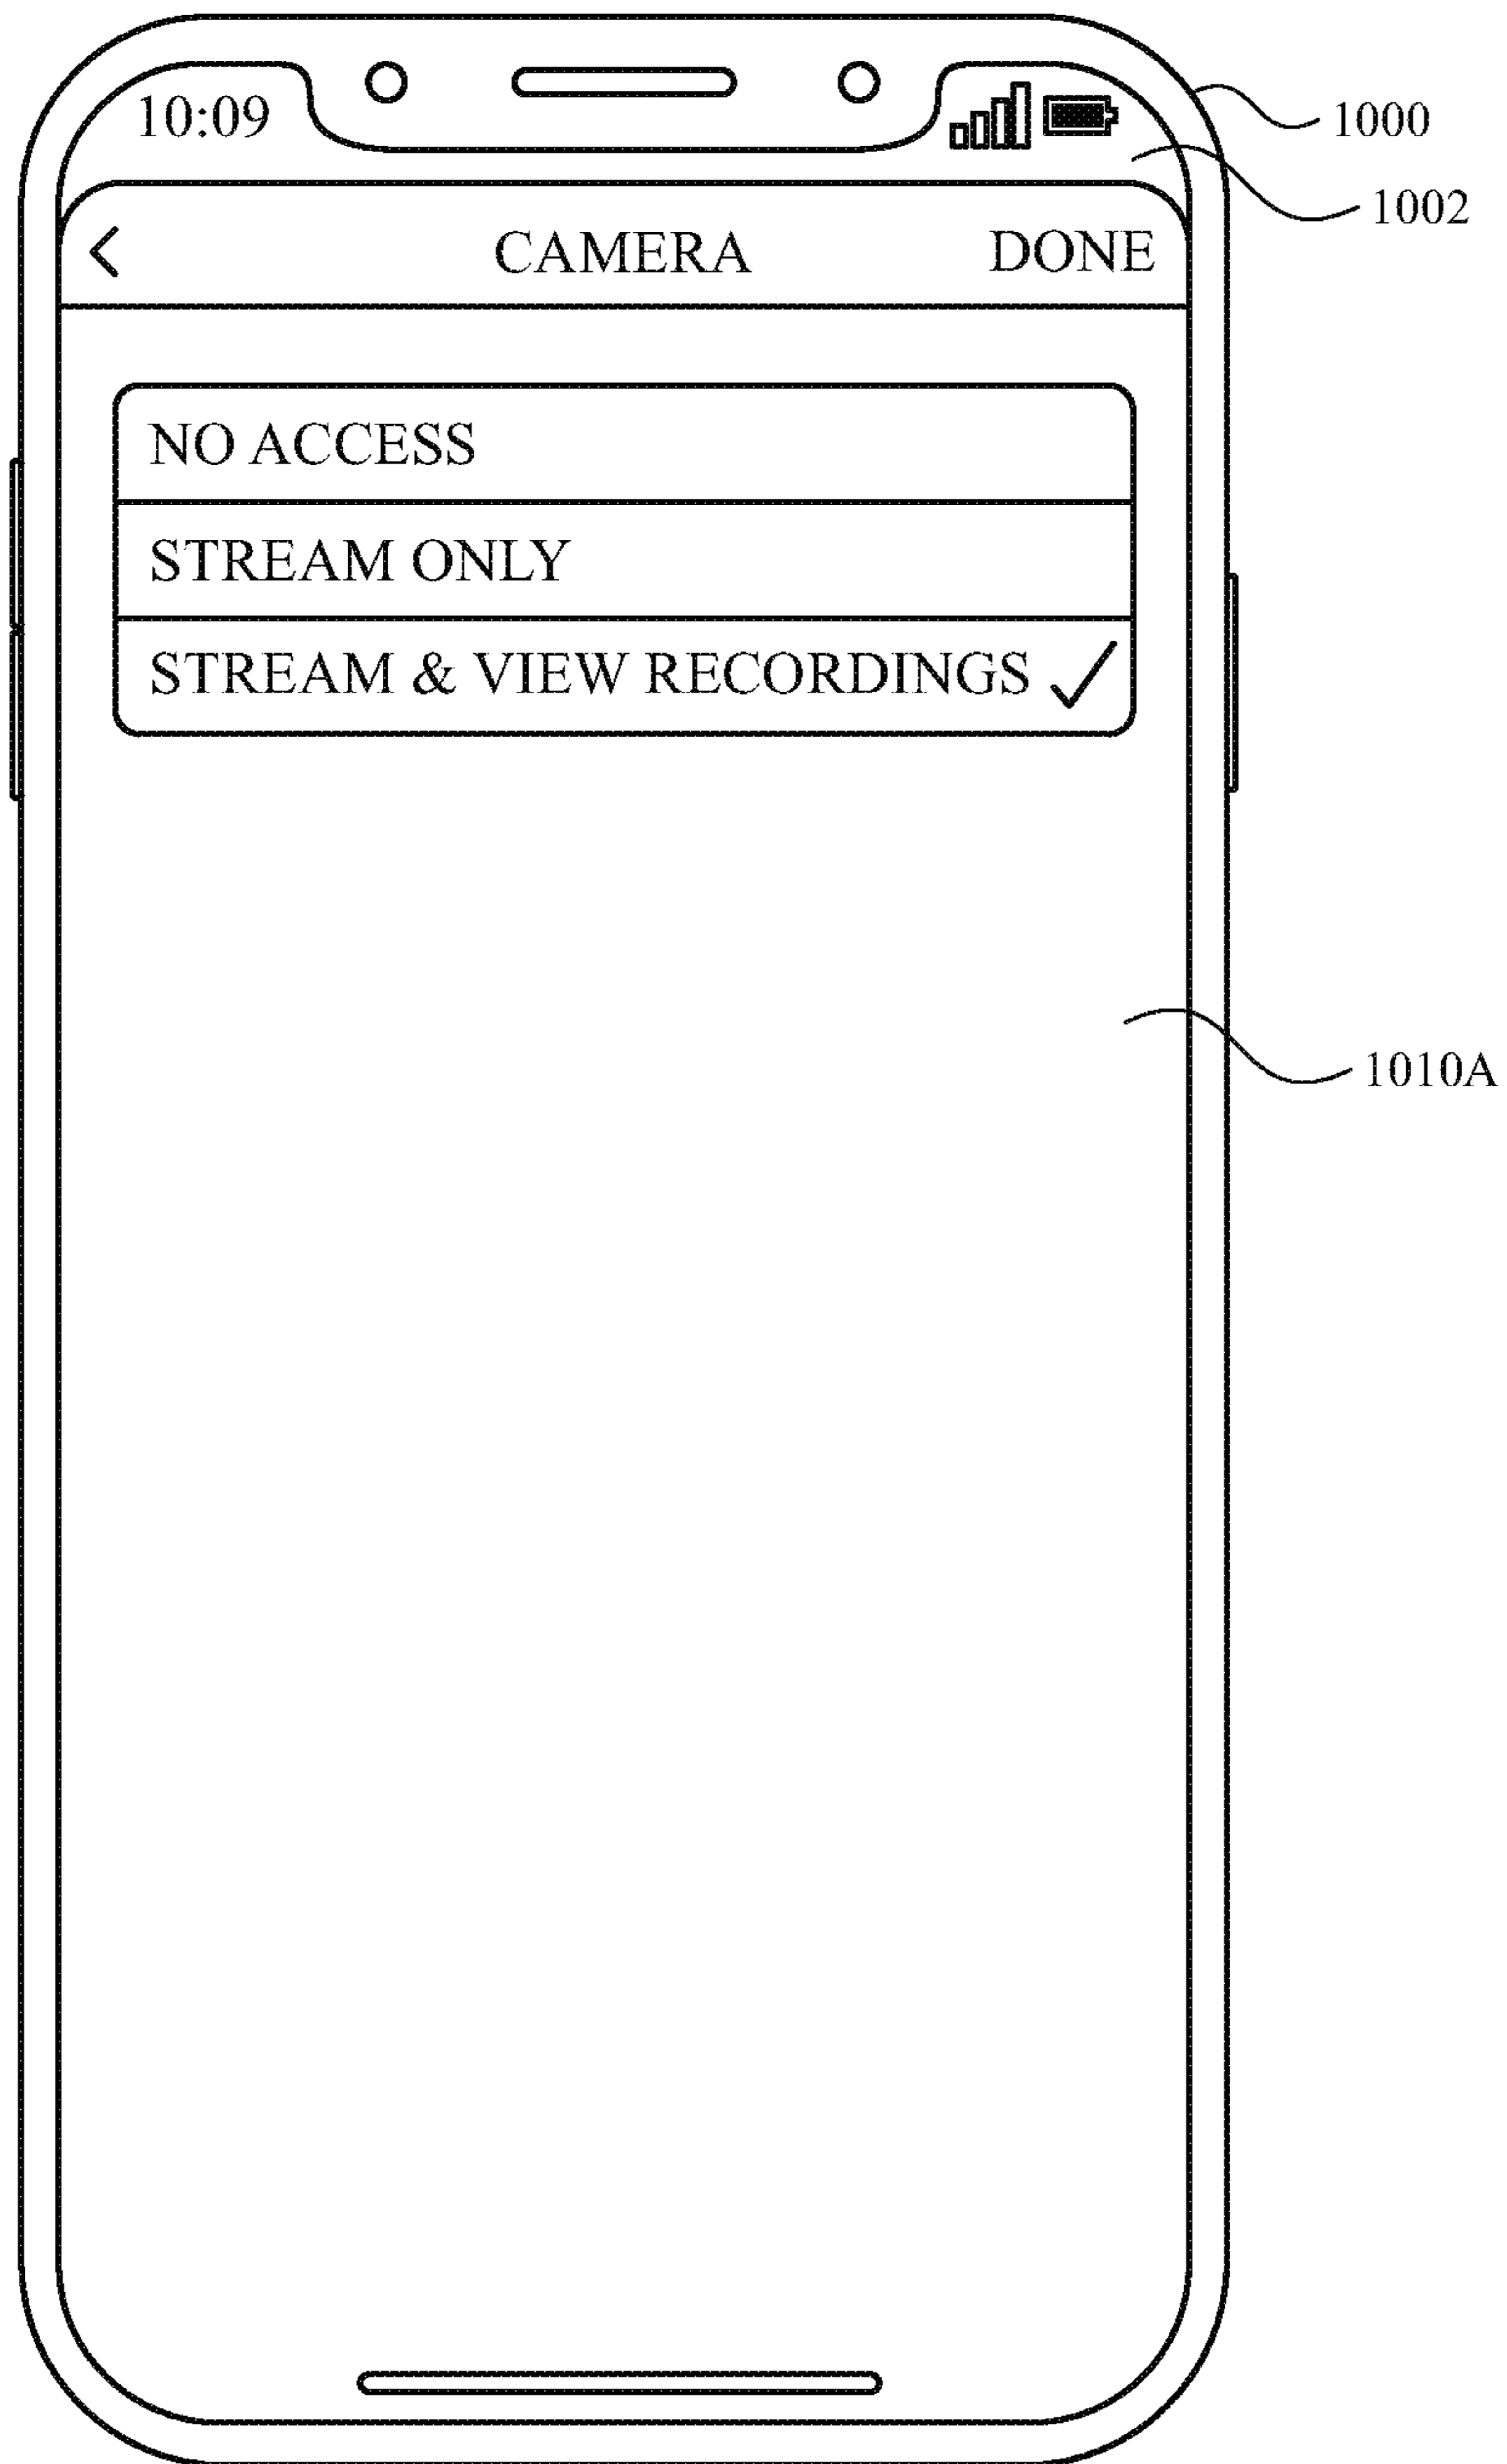 10:09
1000
1002
< CAMERA DONE
NO ACCESS
STREAM ONLY
STREAM & VIEW RECORDINGS ✓
1010A